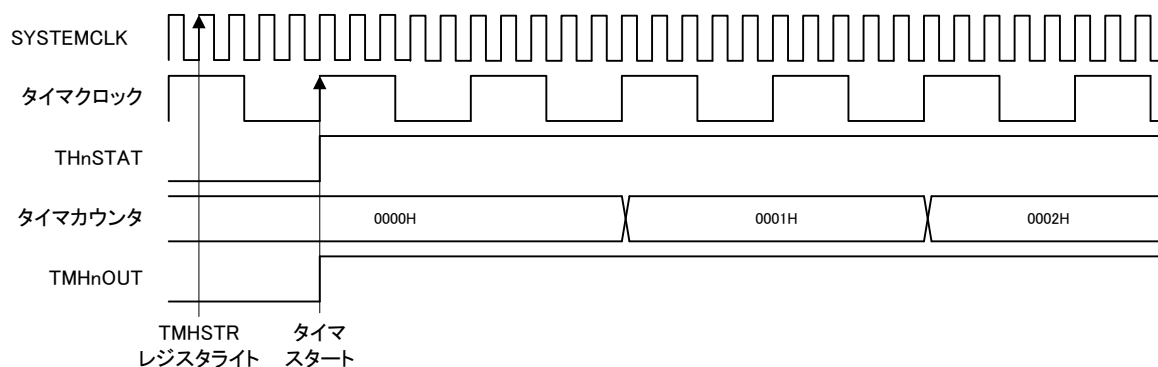 SYSTEMCLK
タイマクロック
THnSTAT
タイマカウンタ
0000H
0001H
0002H
TMHnOUT
TMHSTR
レジスタライト
タイマ
スタート